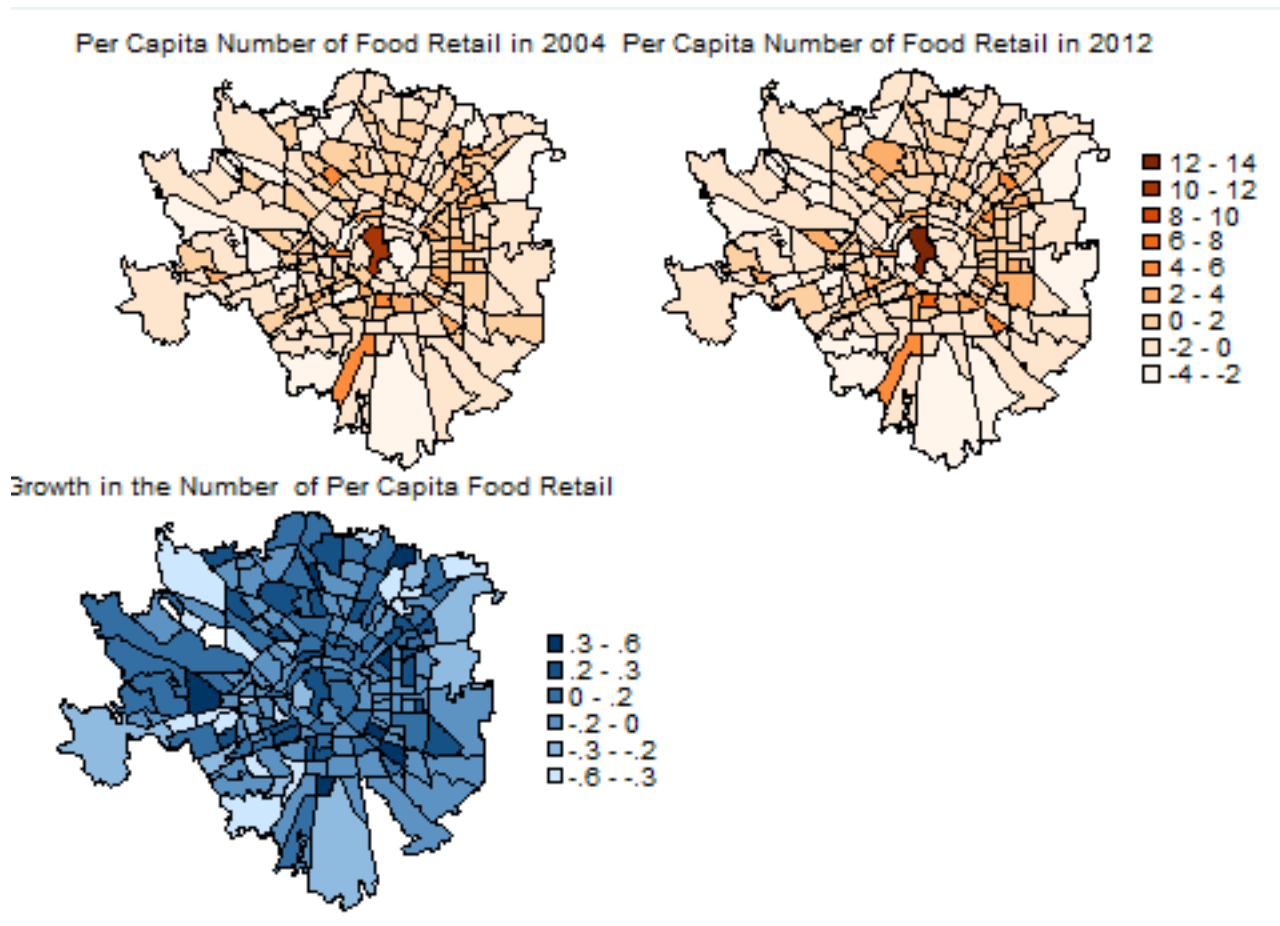 Per Capita Number of Food Retail in 2004 Per Capita Number of Food Retail in 2012
12 - 14
10 - 12
8 - 10
6 - 8
4 - 6
2 - 4
0 - 2
-2 - 0
-4 - -2
Growth in the Number of Per Capita Food Retail
.3 - .6
.2 - .3
0 - .2
-.2 - 0
-.3 - -.2
-.6 - -.3